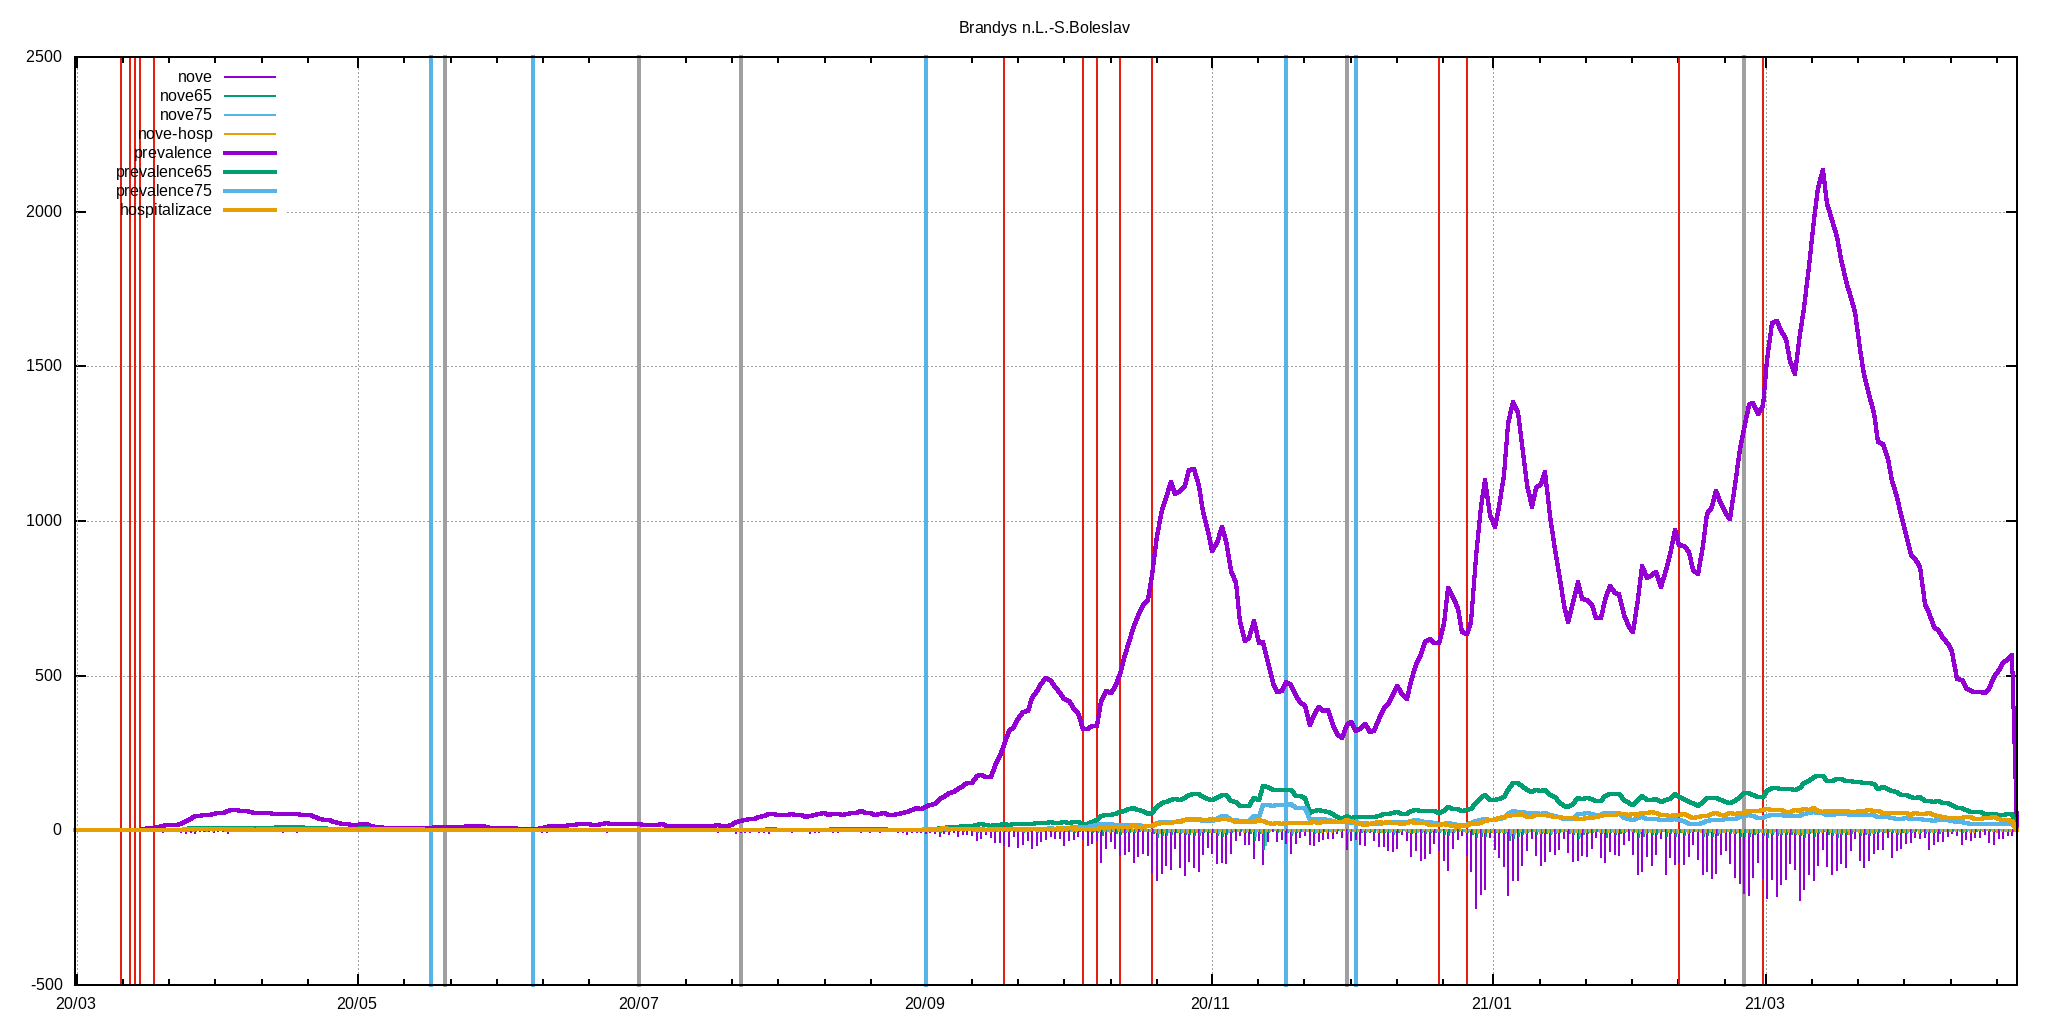 Brandys n.L.-S.Boleslav
2500
2000
1500
1000
500
0
-500
nove
nove65
nove75
nove-hosp
prevalence
prevalence65
prevalence75
hospitalizace
20/03 20/05 20/07 20/09 20/11 21/01 21/03